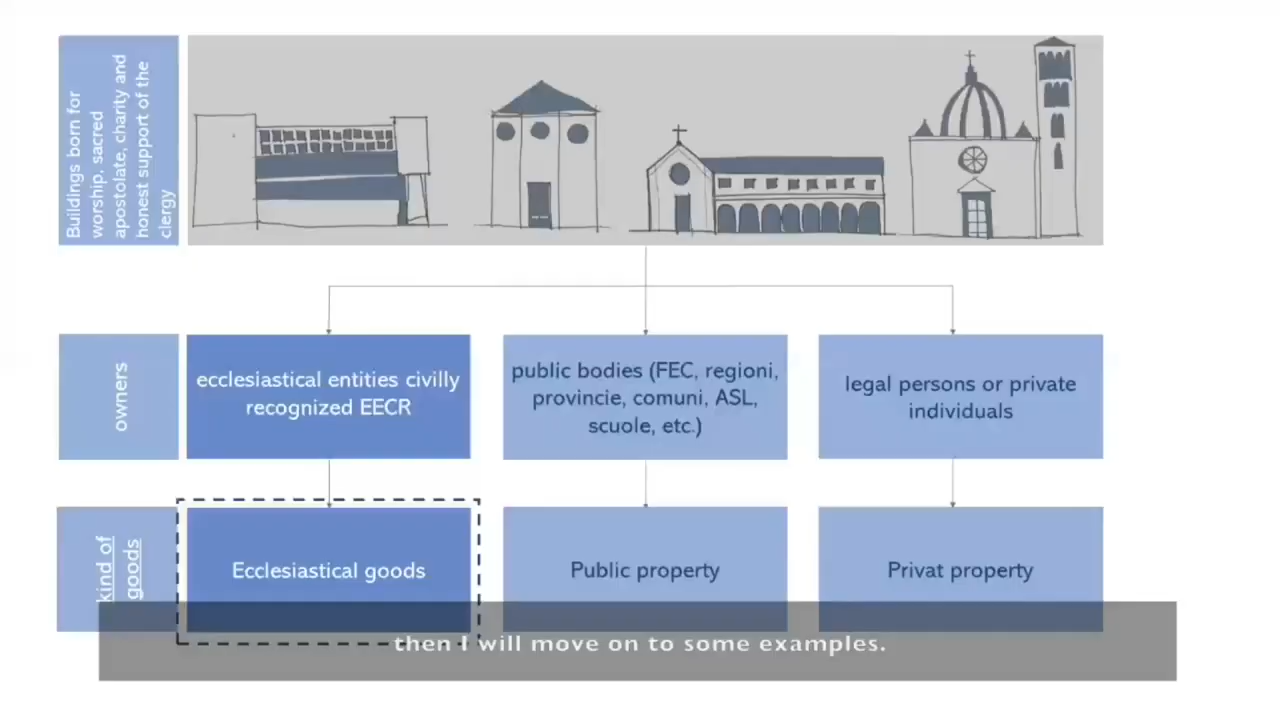 Buildings born for
worship. sacred
apostolate, charity and
honest support of the
clergy
owners
ecclesiastical entities civilly
recognized EECR
public bodies (FEC, regioni,
provincie, comuni, ASL,
scuole, etc.)
legal persons or private
individuals
kind of
goods
Ecclesiastical goods
Public property
Privat property
then I will move on to some examples.